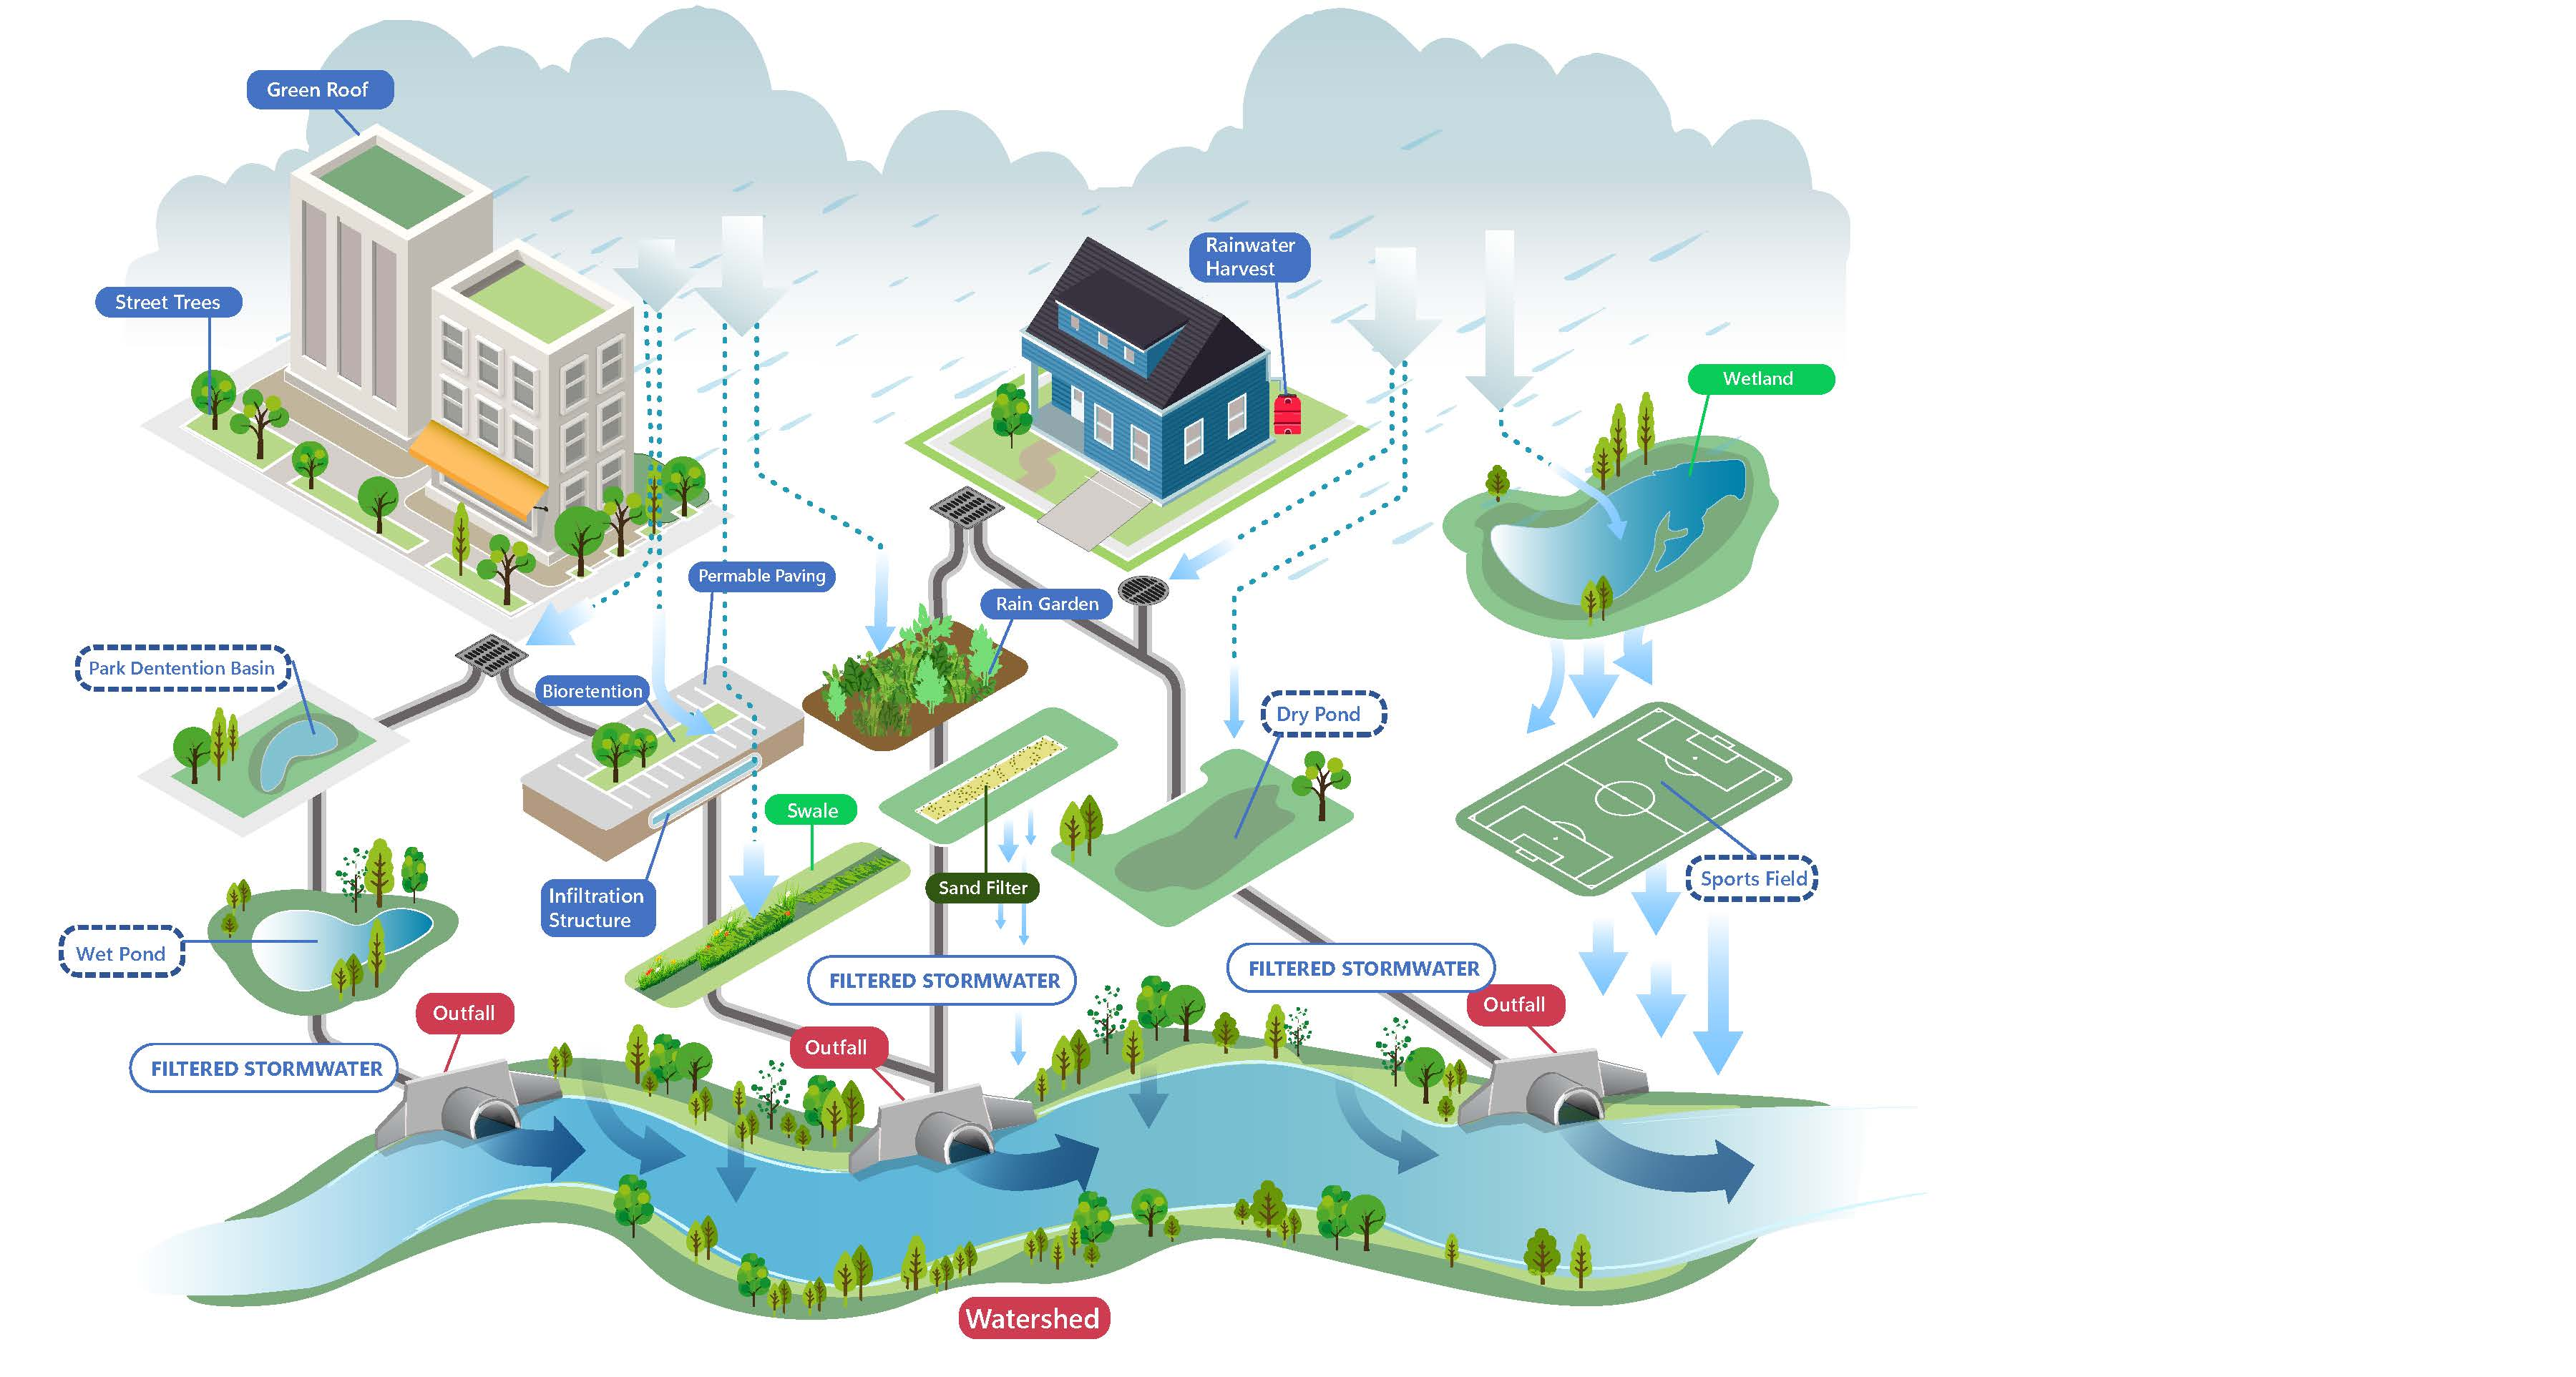 Green Roof
Rainwater
Harvest
Street Trees
Wetland
Permable Paving
Rain Garden
Park Dentention Basin
Bioretention
Dry Pond
Swale
Sand Filter
Sports Field
Infiltration
Structure
Wet Pond
FILTERED STORMWATER
FILTERED STORMWATER
Outfall
Outfall
Outfall
FILTERED STORMWATER
Watershed